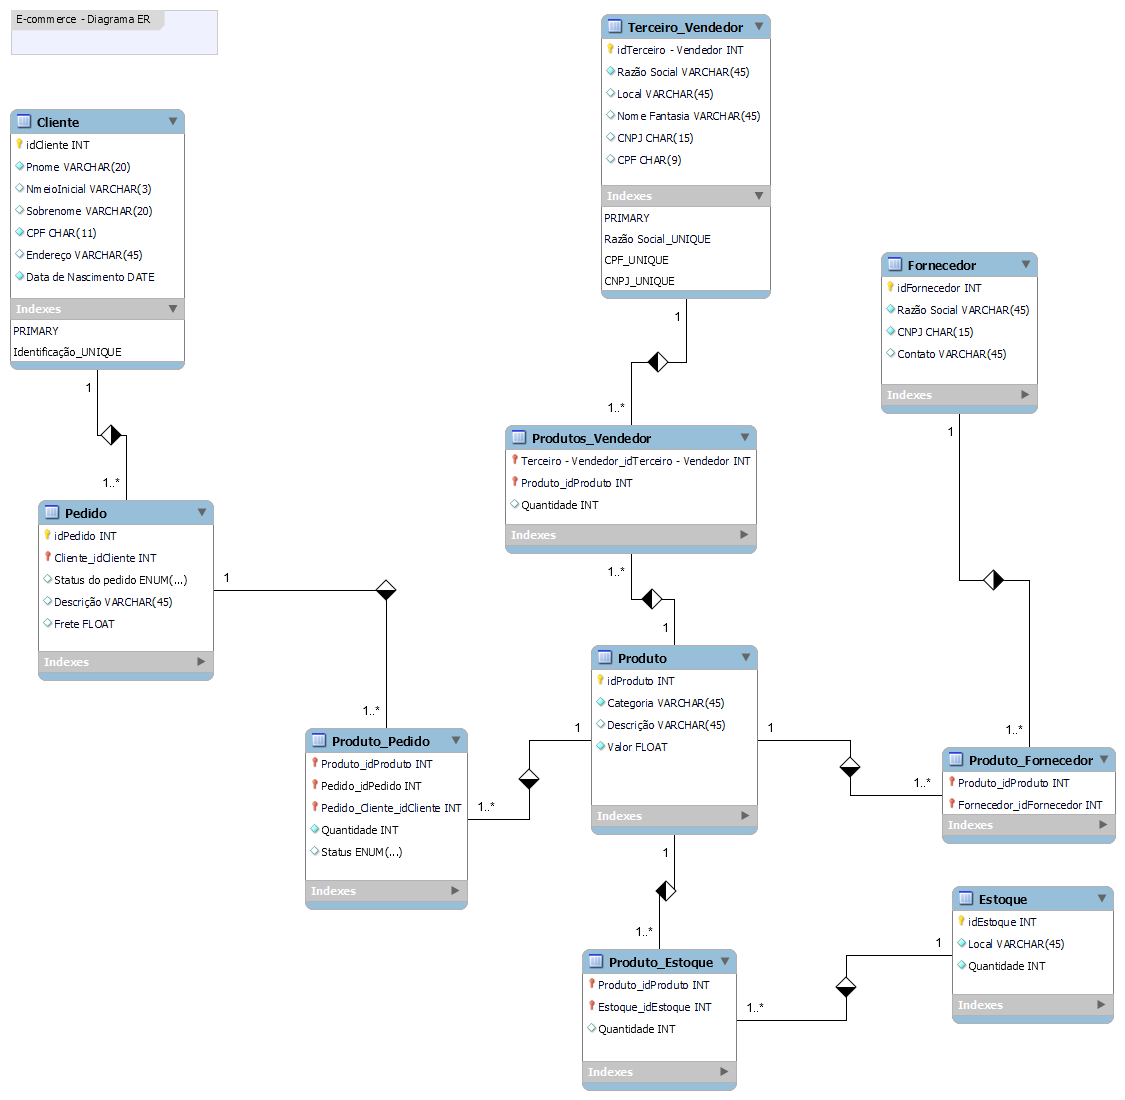 E-commerce - Diagrama ER
Terceiro_Vendedor
idTerceiro - Vendedor INT
Razão Social VARCHAR(45)
Local VARCHAR(45)
Nome Fantasia VARCHAR(45)
CNPJ CHAR(15)
CPF CHAR(9)
Indexes
PRIMARY
Razão Social_UNIQUE
CPF_UNIQUE
CNPJ_UNIQUE
Cliente
idCliente INT
Pnome VARCHAR(20)
NmeioInicial VARCHAR(3)
Sobrenome VARCHAR(20)
CPF CHAR(11)
Endereço VARCHAR(45)
Data de Nascimento DATE
Indexes
PRIMARY
Identificação_UNIQUE
Fornecedor
idFornecedor INT
Razão Social VARCHAR(45)
CNPJ CHAR(15)
Contato VARCHAR(45)
Indexes
1
1..*
1
1..*
1
1..*
Produtos_Vendedor
Terceiro - Vendedor_idTerceiro - Vendedor INT
Produto_idProduto INT
Quantidade INT
Indexes
Pedido
idPedido INT
Cliente_idCliente INT
Status do pedido ENUM(...)
Descrição VARCHAR(45)
Frete FLOAT
Indexes
1
1..*
1..*
1
Produto
idProduto INT
Categoria VARCHAR(45)
Descrição VARCHAR(45)
Valor FLOAT
Indexes
Produto_Pedido
Produto_idProduto INT
Pedido_idPedido INT
Pedido_Cliente_idCliente INT
Quantidade INT
Status ENUM(...)
Indexes
1
1..*
1
1..*
Produto_Fornecedor
Produto_idProduto INT
Fornecedor_idFornecedor INT
Indexes
1
1..*
Estoque
idEstoque INT
Local VARCHAR(45)
Quantidade INT
Indexes
Produto_Estoque
Produto_idProduto INT
Estoque_idEstoque INT
Quantidade INT
Indexes
1
1..*